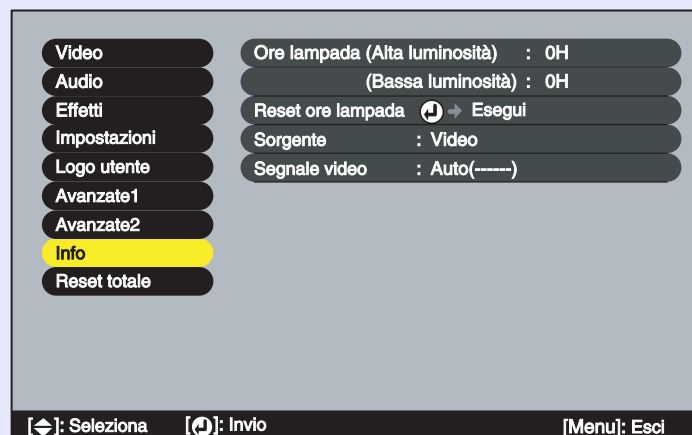 Video
Audio
Effetti
Impostazioni
Logo utente
Avanzate1
Avanzate2
Info
Reset totale
Ore lampada (Alta luminosità) : 0H
(Bassa luminosità) : 0H
Reset ore lampada Esegui
Sorgente : Video
Segnale video : Auto(------)
[ ]: Seleziona [ ]: Invio [Menu]: Esci